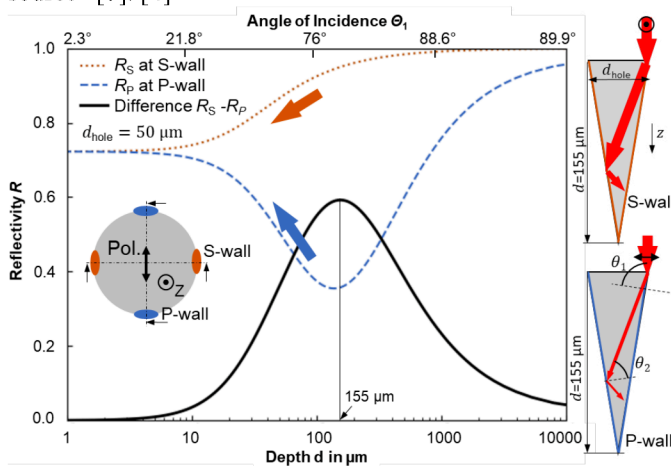 Angle of Incidence Θ₁
2.3° 21.8° 76° 88.6° 89.9°
1.0
0.8
0.6
0.4
0.2
0.0
Reflectivity R
R_S at S-wall
R_P at P-wall
Difference R_S -R_P
d_hole = 50 μm
Pol.
S-wall
Z
P-wall
155 μm
1 10 100 1000 10000
Depth d in μm
d_hole
z
d=155 μm
S-wall
θ₁
θ₂
d=155 μm
P-wall